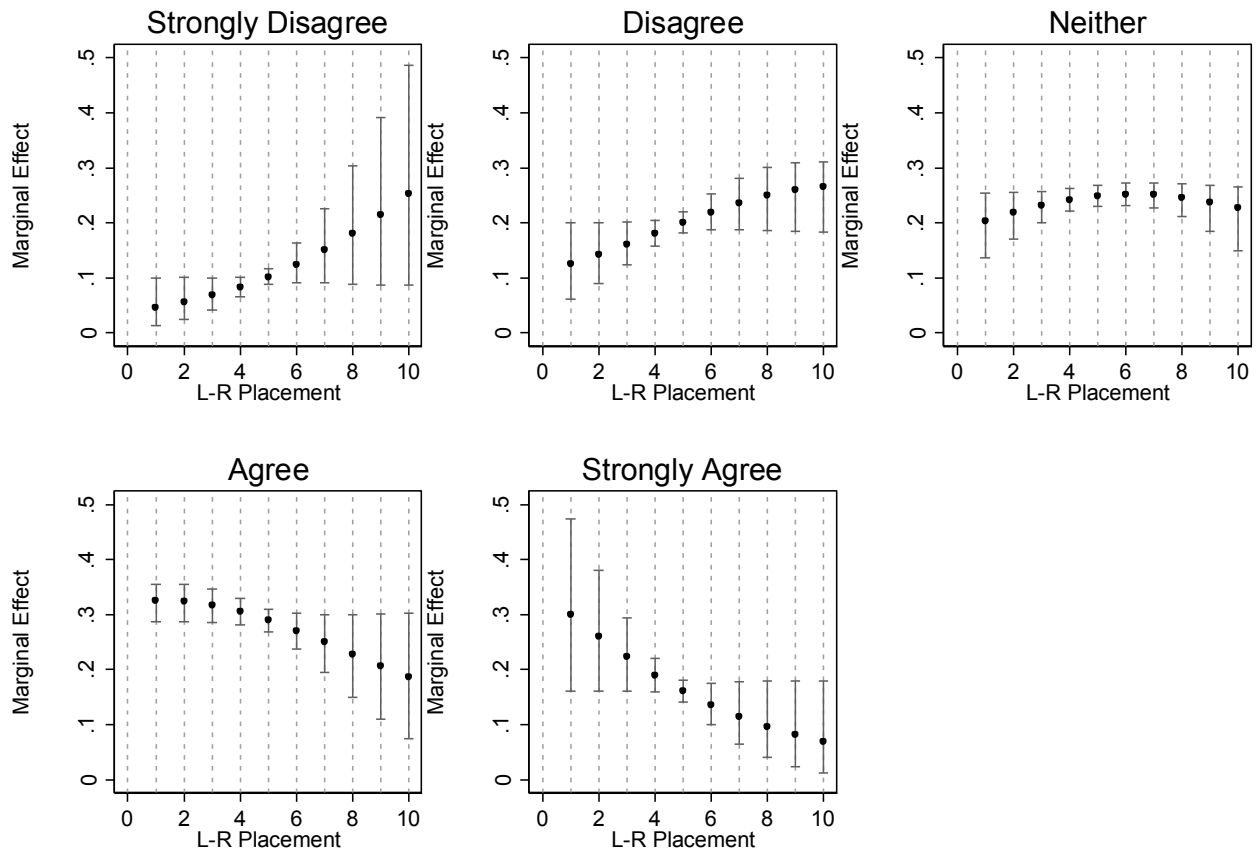 Strongly Disagree
Marginal Effect
.5
.4
.3
.2
.1
0
0 2 4 6 8 10
L-R Placement
Disagree
Marginal Effect
.5
.4
.3
.2
.1
0
0 2 4 6 8 10
L-R Placement
Neither
Marginal Effect
.5
.4
.3
.2
.1
0
0 2 4 6 8 10
L-R Placement
Agree
Marginal Effect
.5
.4
.3
.2
.1
0
0 2 4 6 8 10
L-R Placement
Strongly Agree
Marginal Effect
.5
.4
.3
.2
.1
0
0 2 4 6 8 10
L-R Placement